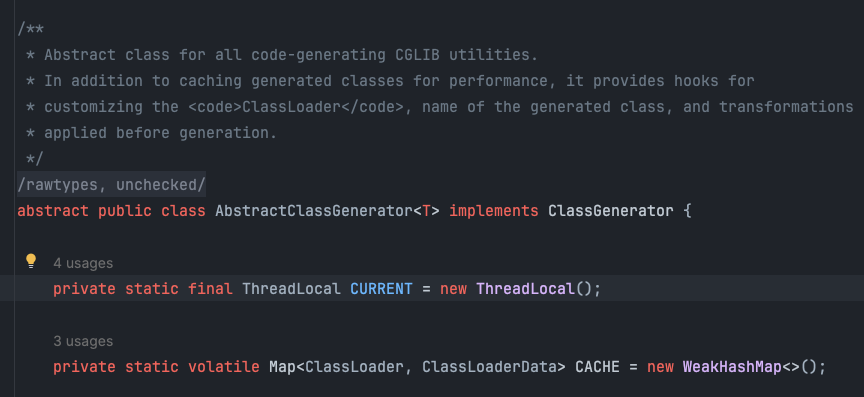 /**
* Abstract class for all code-generating CGLIB utilities.
* In addition to caching generated classes for performance, it provides hooks for
* customizing the <code>ClassLoader</code>, name of the generated class, and transformations
* applied before generation.
*/
/rawtypes, unchecked/
abstract public class AbstractClassGenerator<T> implements ClassGenerator {
4 usages
private static final ThreadLocal CURRENT = new ThreadLocal();
3 usages
private static volatile Map<ClassLoader, ClassLoaderData> CACHE = new WeakHashMap<>();